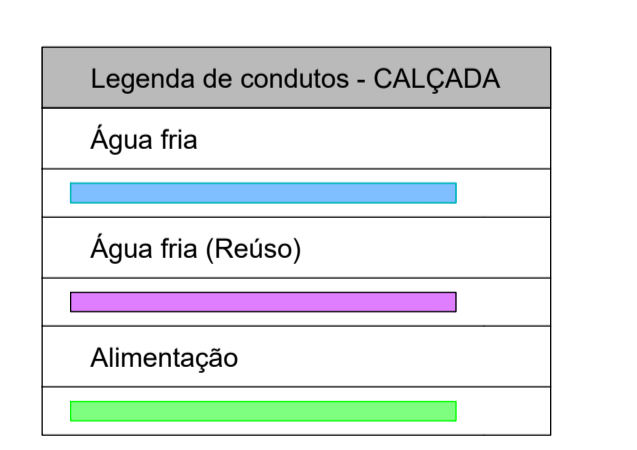 Legenda de condutos - CALÇADA
Água fria
Água fria (Reúso)
Alimentação